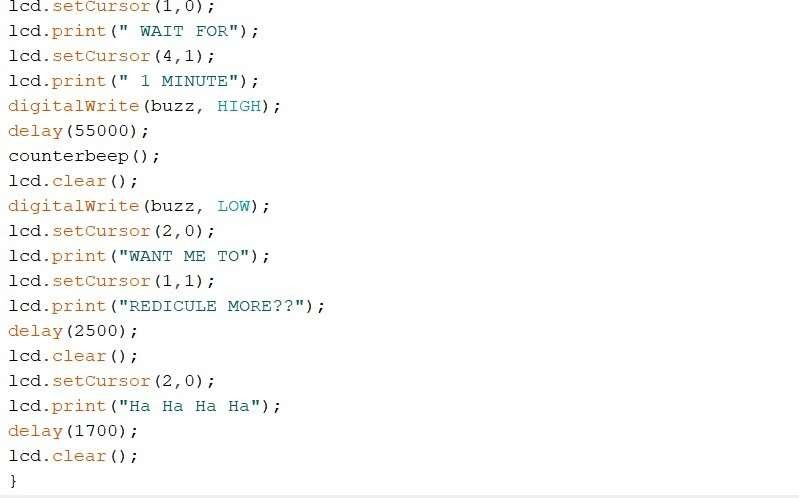 lcd.setCursor(1,0);
lcd.print(" WAIT FOR");
lcd.setCursor(4,1);
lcd.print(" 1 MINUTE");
digitalWrite(buzz, HIGH);
delay(55000);
counterbeep();
lcd.clear();
digitalWrite(buzz, LOW);
lcd.setCursor(2,0);
lcd.print("WANT ME TO");
lcd.setCursor(1,1);
lcd.print("REDICULE MORE??");
delay(2500);
lcd.clear();
lcd.setCursor(2,0);
lcd.print("Ha Ha Ha Ha");
delay(1700);
lcd.clear();
}